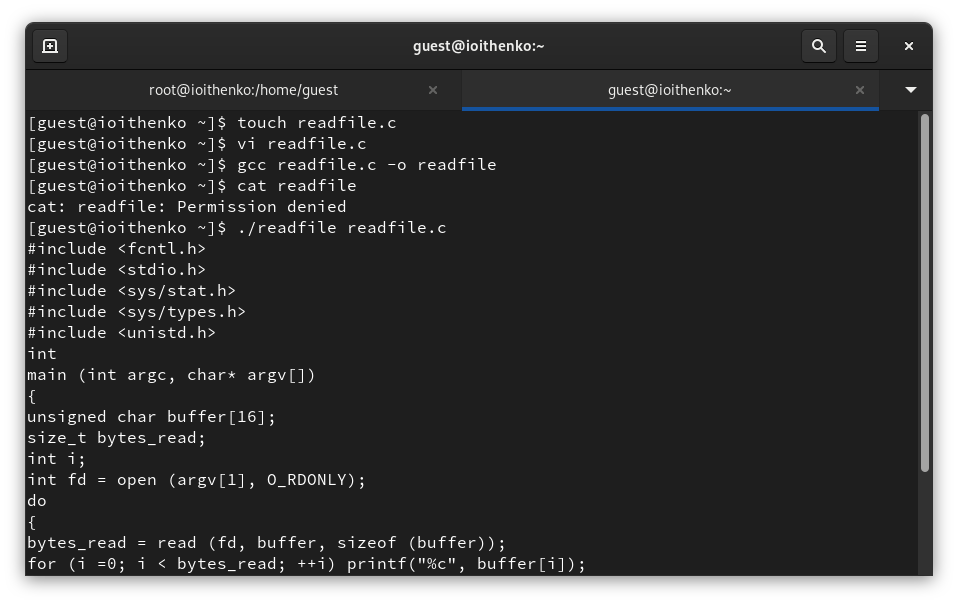 guest@ioithenko:~
root@ioithenko:/home/guest
guest@ioithenko:~
[guest@ioithenko ~]$ touch readfile.c
[guest@ioithenko ~]$ vi readfile.c
[guest@ioithenko ~]$ gcc readfile.c -o readfile
[guest@ioithenko ~]$ cat readfile
cat: readfile: Permission denied
[guest@ioithenko ~]$ ./readfile readfile.c
#include <fcntl.h>
#include <stdio.h>
#include <sys/stat.h>
#include <sys/types.h>
#include <unistd.h>
int
main (int argc, char* argv[])
{
unsigned char buffer[16];
size_t bytes_read;
int i;
int fd = open (argv[1], O_RDONLY);
do
{
bytes_read = read (fd, buffer, sizeof (buffer));
for (i =0; i < bytes_read; ++i) printf("%c", buffer[i]);